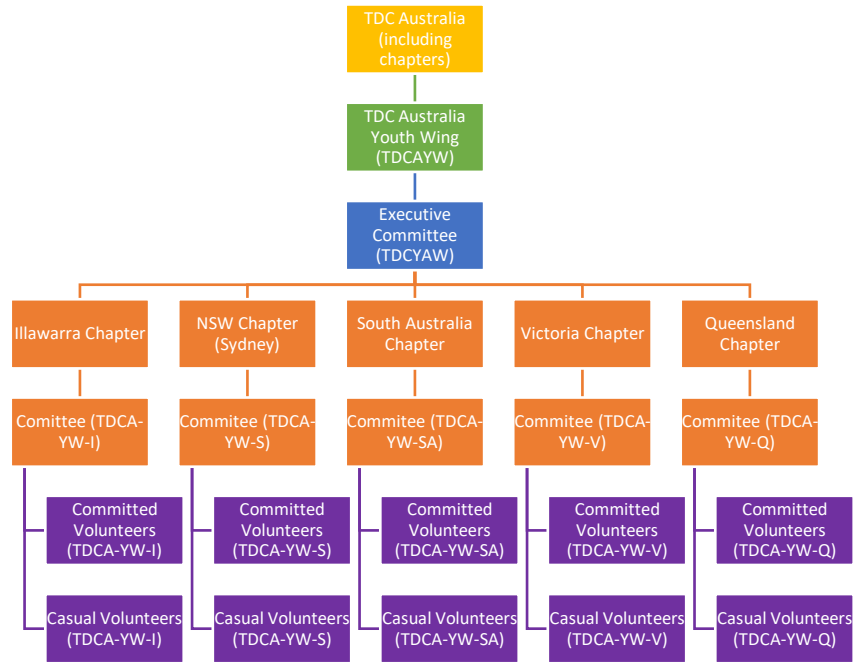 TDC Australia
(including
chapters)
TDC Australia
Youth Wing
(TDCAYW)
Executive
Committee
(TDCYAW)
Illawarra Chapter
NSW Chapter
(Sydney)
South Australia
Chapter
Victoria Chapter
Queensland
Chapter
Comittee (TDCA-
YW-I)
Commitee (TDCA-
YW-S)
Commitee (TDCA-
YW-SA)
Commitee (TDCA-
YW-V)
Commitee (TDCA-
YW-Q)
Committed
Volunteers
(TDCA-YW-I)
Committed
Volunteers
(TDCA-YW-S)
Committed
Volunteers
(TDCA-YW-SA)
Committed
Volunteers
(TDCA-YW-V)
Committed
Volunteers
(TDCA-YW-Q)
Casual Volunteers
(TDCA-YW-I)
Casual Volunteers
(TDCA-YW-S)
Casual Volunteers
(TDCA-YW-SA)
Casual Volunteers
(TDCA-YW-V)
Casual Volunteers
(TDCA-YW-Q)